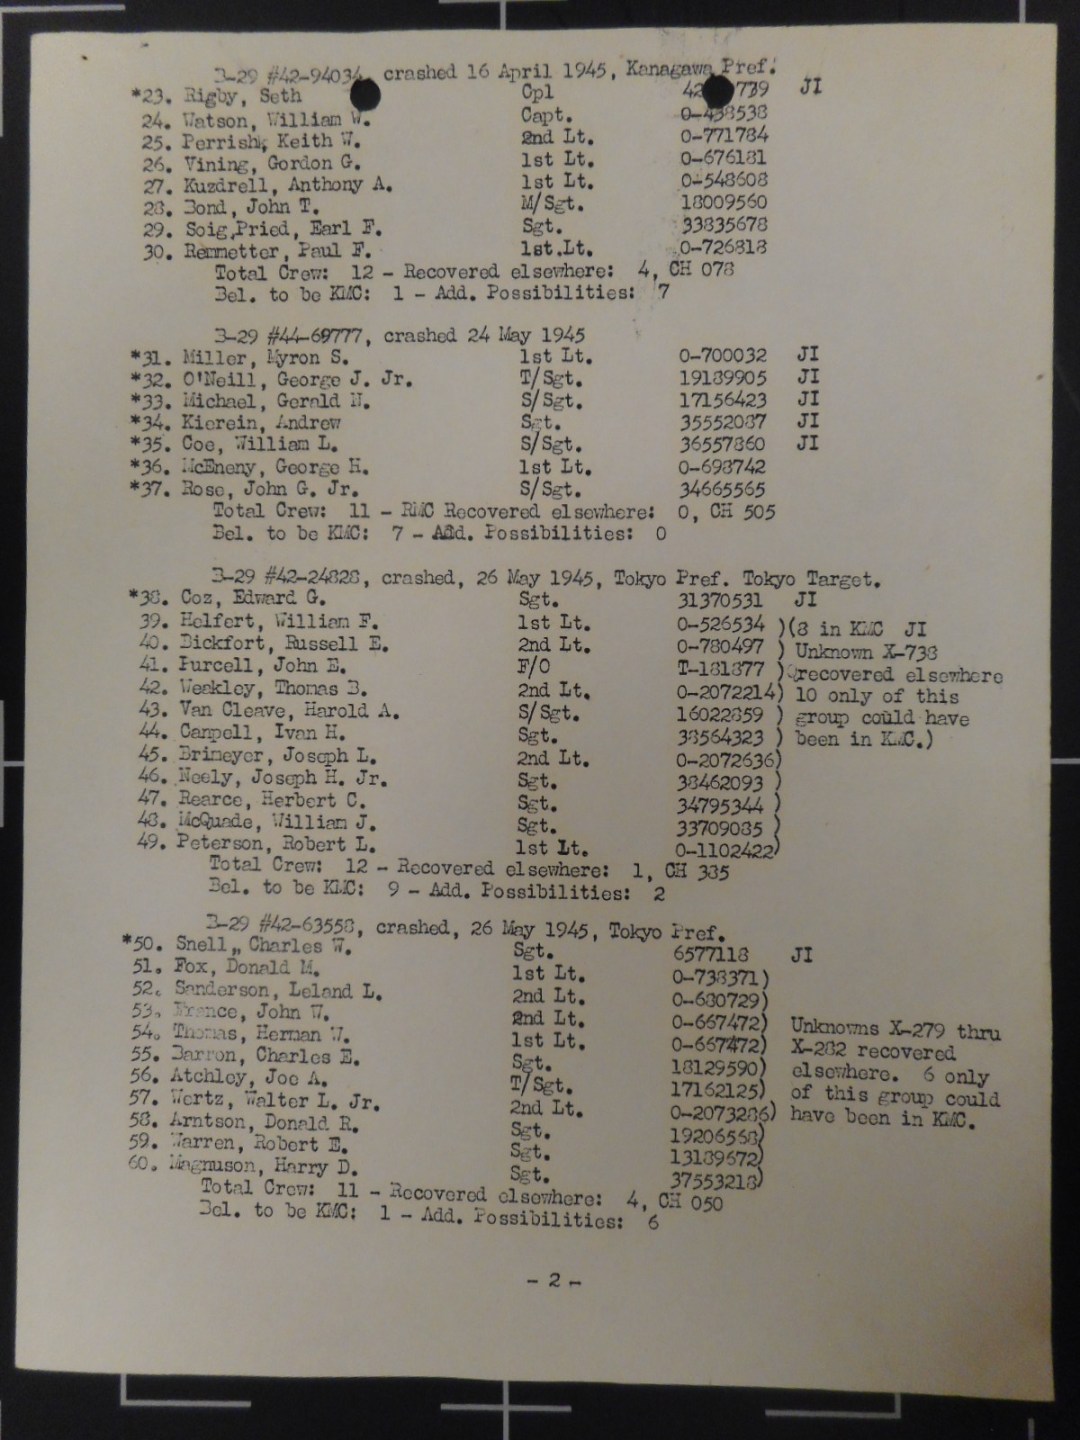 B-29 #42-94034, crashed 16 April 1945, Kanagawa Pref.
*23. Rigby, Seth Cpl 42 739 JI
24. Watson, William W. Capt. 0-438538
25. Perrish, Keith W. 2nd Lt. 0-771784
26. Vining, Gordon G. 1st Lt. 0-676181
27. Kuzdrell, Anthony A. 1st Lt. 0-548608
28. Bond, John T. M/Sgt. 18009560
29. Soig,Pried, Earl F. Sgt. 33835678
30. Remmetter, Paul F. 1st.Lt. 0-726818
Total Crew: 12 - Recovered elsewhere: 4, CH 078
Bel. to be KMC: 1 - Add. Possibilities: 7
B-29 #44-69777, crashed 24 May 1945
*31. Miller, Myron S. 1st Lt. 0-700032 JI
*32. O'Neill, George J. Jr. T/Sgt. 19189905 JI
*33. Michael, Gerald H. S/Sgt. 17156423 JI
*34. Kierein, Andrew Sgt. 35552087 JI
*35. Coe, William L. S/Sgt. 36557860 JI
*36. McEneny, George H. 1st Lt. 0-698742
*37. Rose, John G. Jr. S/Sgt. 34665565
Total Crew: 11 - RMC Recovered elsewhere: 0, CH 505
Bel. to be KMC: 7 - Add. Possibilities: 0
B-29 #42-24828, crashed, 26 May 1945, Tokyo Pref. Tokyo Target.
*38. Coz, Edward G. Sgt. 31370531 JI
39. Helfert, William F. 1st Lt. 0-526534 )(8 in KMC JI
40. Bickfort, Russell E. 2nd Lt. 0-780497 ) Unknown X-738
41. Purcell, John E. F/O T-181877 ) recovered elsewhere
42. Weakley, Thomas B. 2nd Lt. 0-2072214) 10 only of this
43. Van Cleave, Harold A. S/Sgt. 16022859 ) group could have
44. Campell, Ivan H. Sgt. 38564323 ) been in KMC.)
45. Brimeyer, Joseph L. 2nd Lt. 0-2072636)
46. Neely, Joseph H. Jr. Sgt. 38462093 )
47. Rearce, Herbert C. Sgt. 34795344 )
48. McQuade, William J. Sgt. 33709085 )
49. Peterson, Robert L. 1st Lt. 0-1102422)
Total Crew: 12 - Recovered elsewhere: 1, CH 385
Bel. to be KMC: 9 - Add. Possibilities: 2
B-29 #42-63558, crashed, 26 May 1945, Tokyo Pref.
*50. Snell,, Charles W. Sgt. 6577118 JI
51. Fox, Donald M. 1st Lt. 0-738371)
52. Sanderson, Leland L. 2nd Lt. 0-680729)
53. France, John W. 2nd Lt. 0-667472) Unknowns X-279 thru
54. Thomas, Herman W. 1st Lt. 0-667472) X-282 recovered
55. Barron, Charles E. Sgt. 18129590) elsewhere. 6 only
56. Atchley, Joe A. T/Sgt. 17162125) of this group could
57. Wertz, Walter L. Jr. 2nd Lt. 0-2073286) have been in KMC.
58. Arntson, Donald R. Sgt. 19206568)
59. Warren, Robert E. Sgt. 13189672)
60. Magnuson, Harry D. Sgt. 37553218)
Total Crew: 11 - Recovered elsewhere: 4, CH 050
Bel. to be KMC: 1 - Add. Possibilities: 6
- 2 -